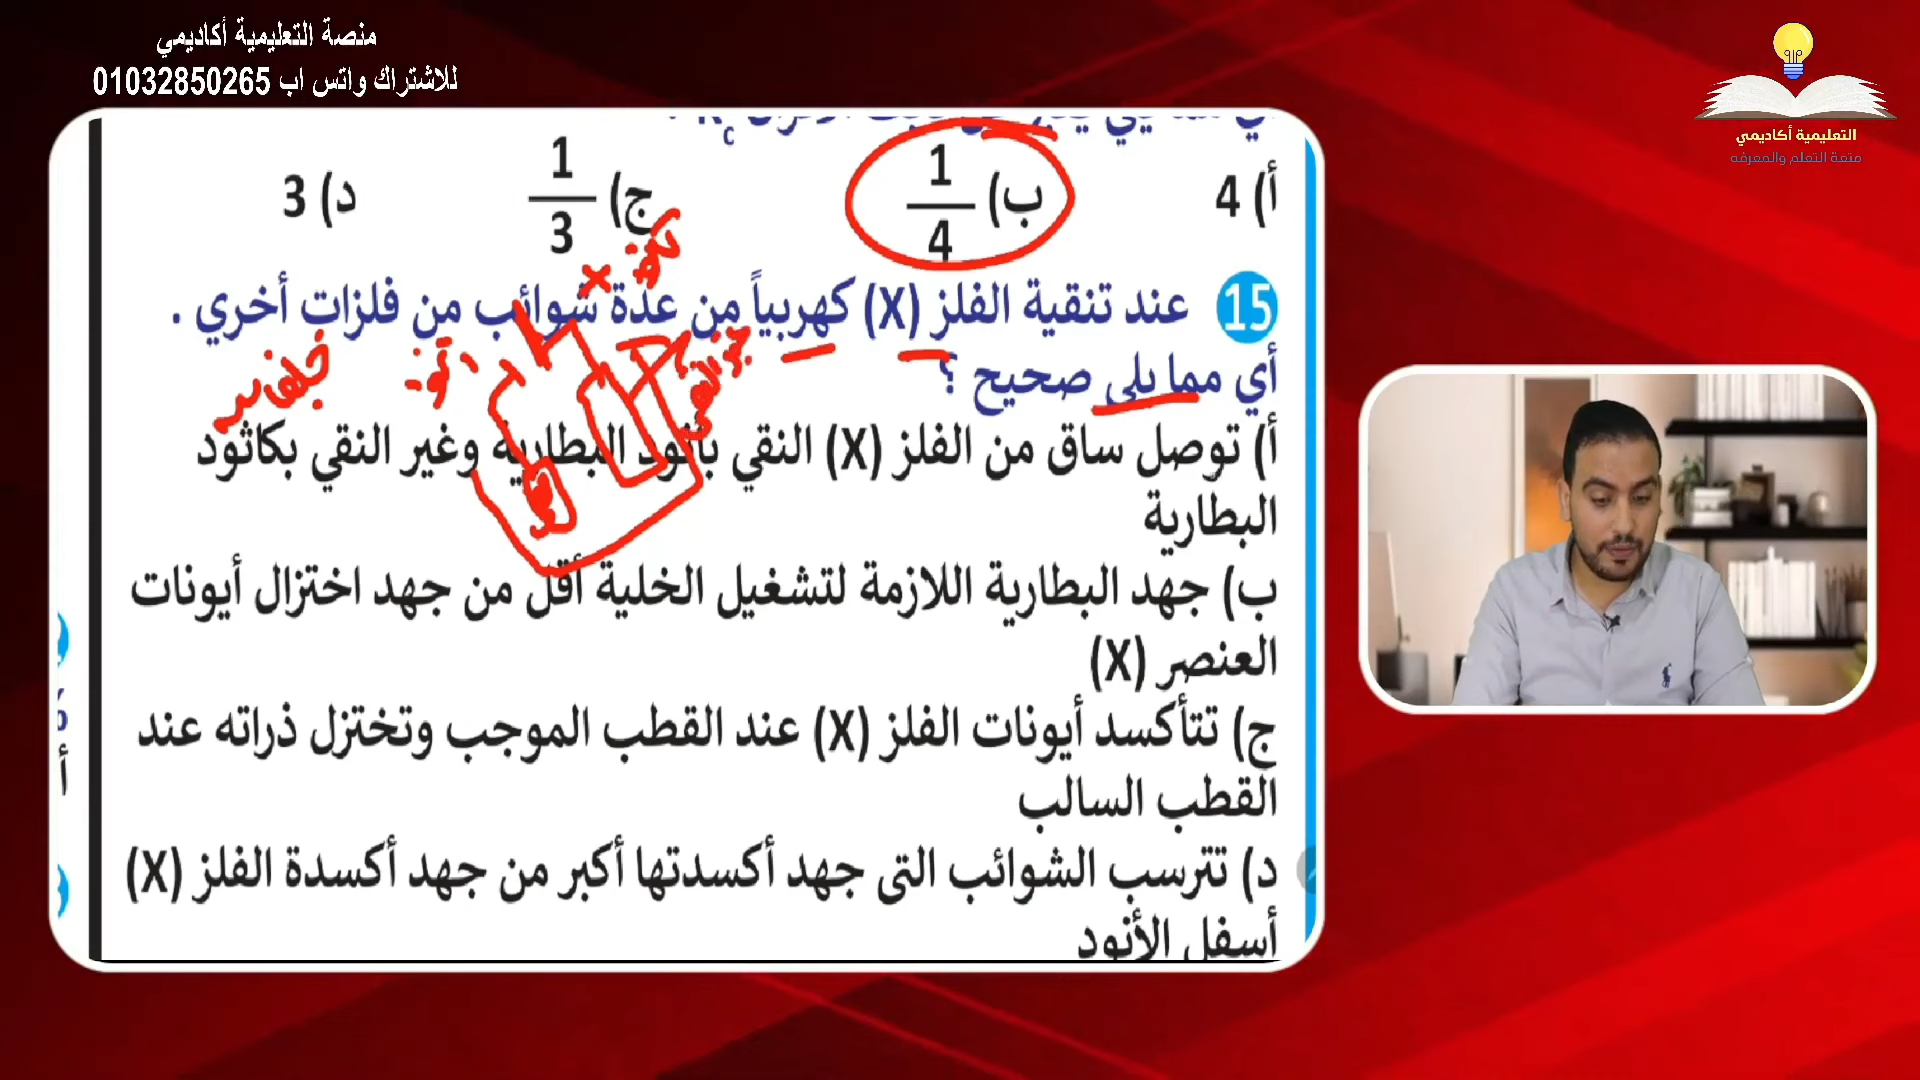 منصة التعليمية أكاديمي
للاشتراك واتس اب 01032850265
التعليمية أكاديمي
متعة التعلم والمعرفه
أ) 4 ب) 1/4 ج) 1/3 د) 3
15 عند تنقية الفلز (X) كهربياً من عدة شوائب من فلزات أخري .
أي مما يلي صحيح ؟
أ) توصل ساق من الفلز (X) النقي بأنود البطارية وغير النقي بكاثود
البطارية
ب) جهد البطارية اللازمة لتشغيل الخلية أقل من جهد اختزال أيونات
العنصر (X)
ج) تتأكسد أيونات الفلز (X) عند القطب الموجب وتختزل ذراته عند
القطب السالب
د) تترسب الشوائب التى جهد أكسدتها أكبر من جهد أكسدة الفلز (X)
أسفل الأنود